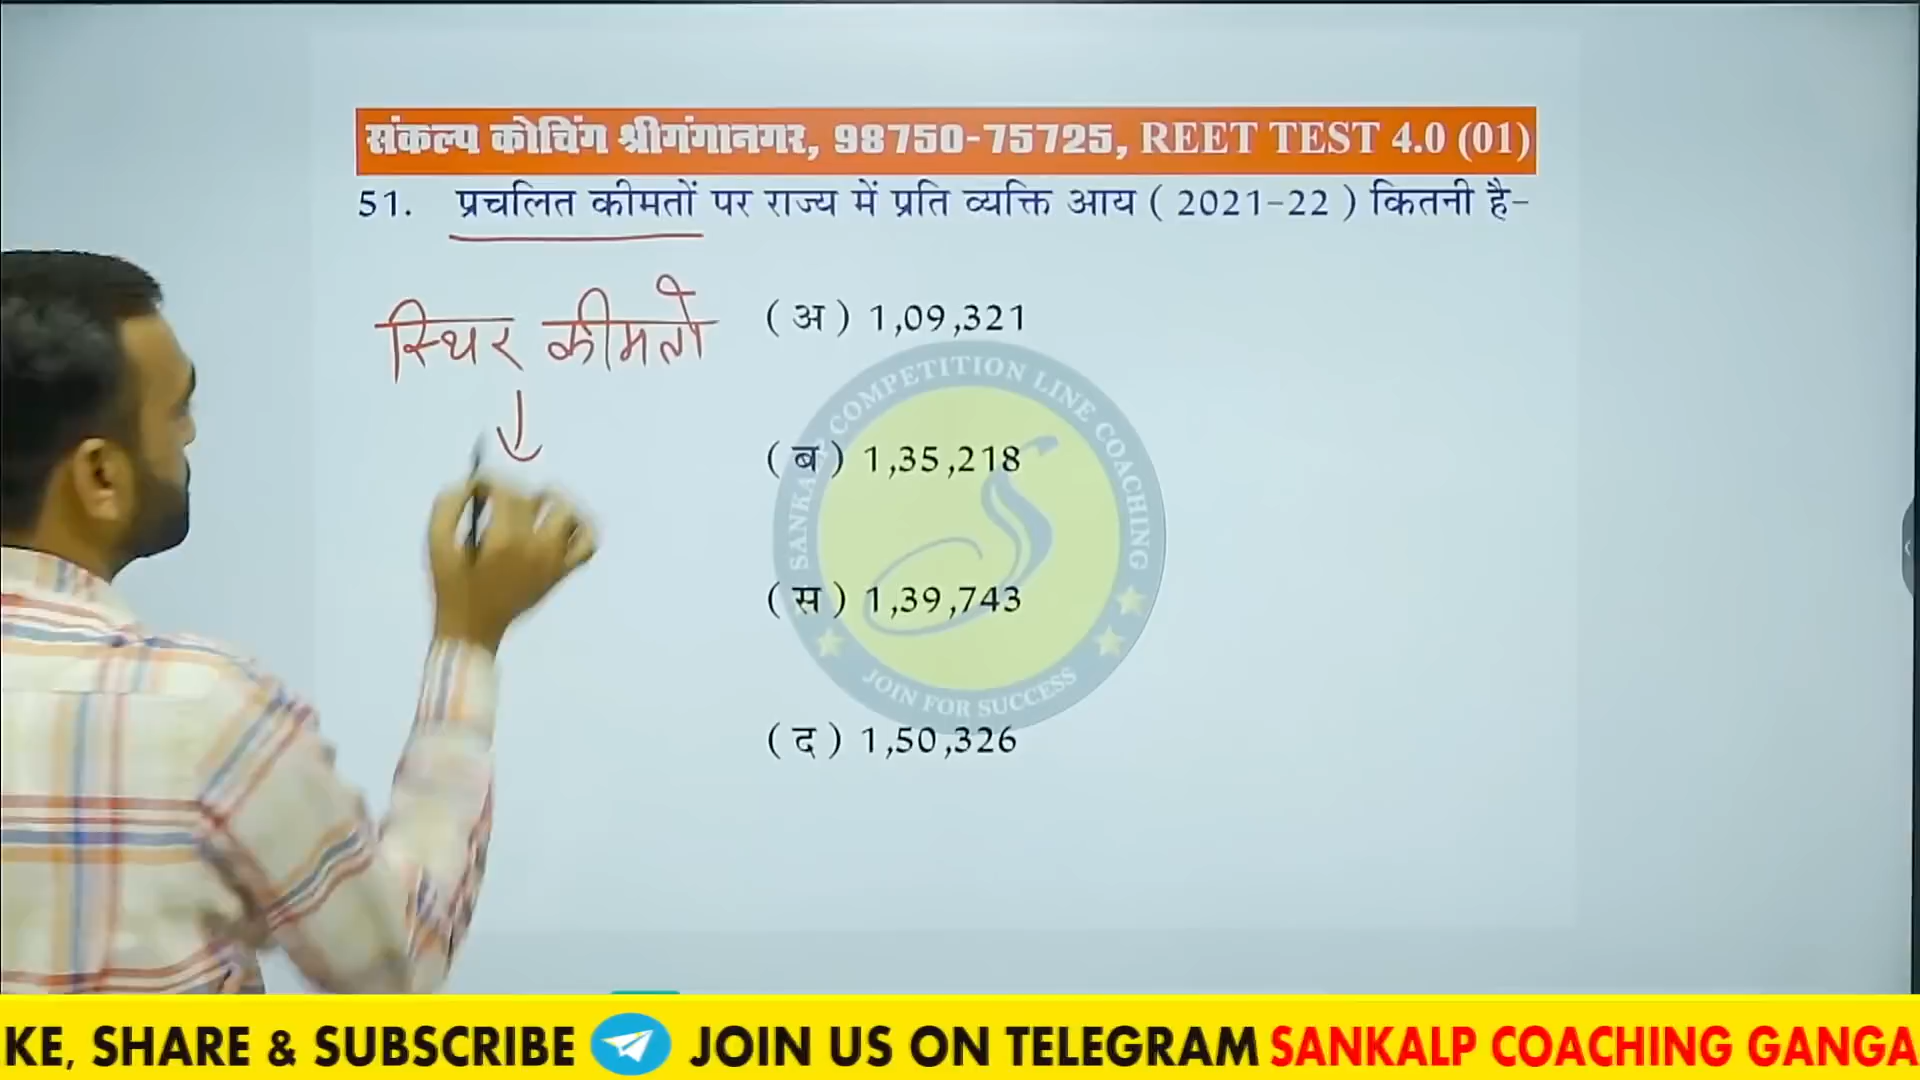 संकल्प कोचिंग श्रीगंगानगर, 98750-75725, REET TEST 4.0 (01)
51. प्रचलित कीमतों पर राज्य में प्रति व्यक्ति आय ( 2021-22 ) कितनी है-
स्थिर कीमतो
( अ ) 1,09,321
( ब ) 1,35,218
( स ) 1,39,743
( द ) 1,50,326
SANKALP COMPETITION LINE COACHING
JOIN FOR SUCCESS
KE, SHARE & SUBSCRIBE JOIN US ON TELEGRAM SANKALP COACHING GANGA